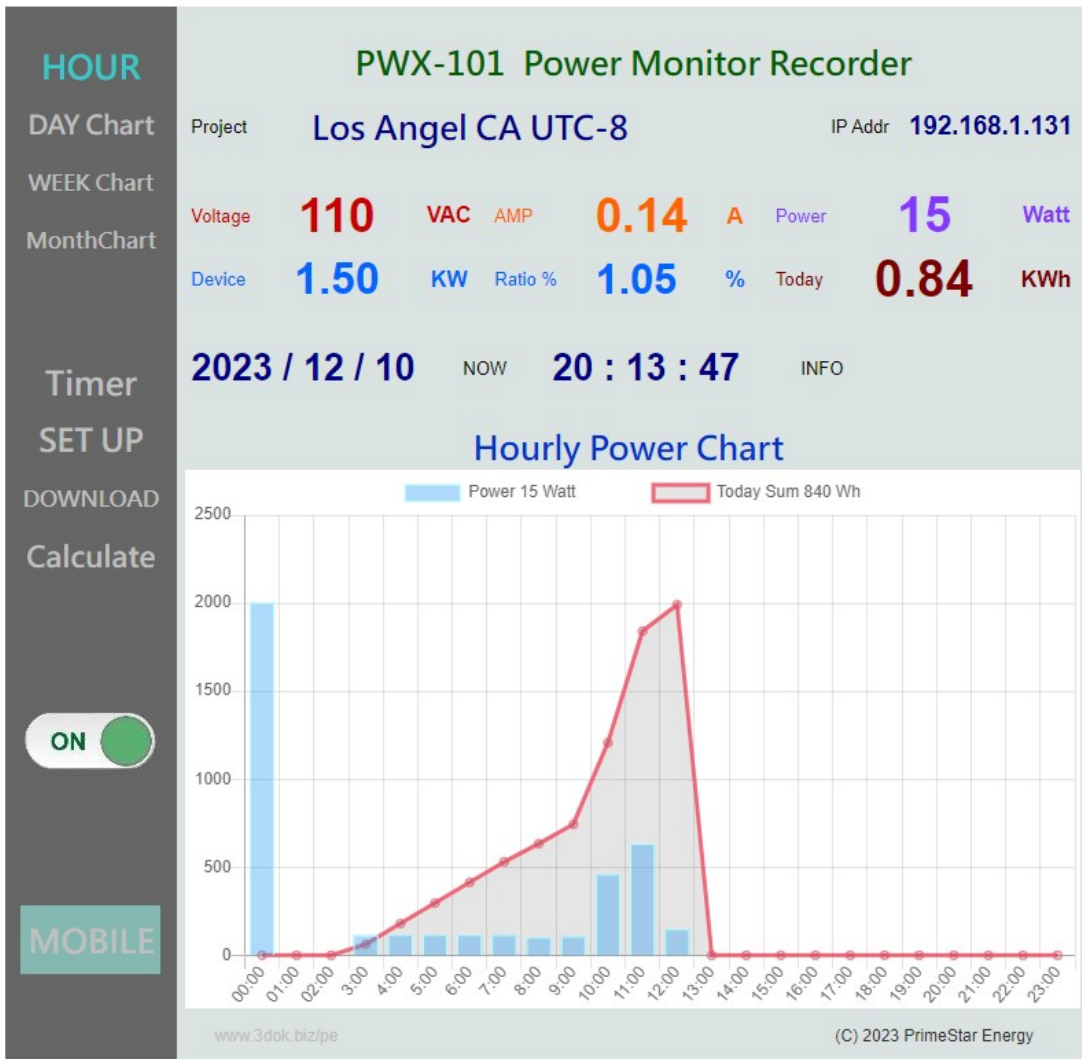 HOUR
DAY Chart
WEEK Chart
MonthChart
Timer
SET UP
DOWNLOAD
Calculate
ON
MOBILE
PWX-101 Power Monitor Recorder
Project Los Angel CA UTC-8 IP Addr 192.168.1.131
Voltage 110 VAC AMP 0.14 A Power 15 Watt
Device 1.50 KW Ratio % 1.05 % Today 0.84 KWh
2023 / 12 / 10 NOW 20 : 13 : 47 INFO
Hourly Power Chart
Power 15 Watt Today Sum 840 Wh
2500
2000
1500
1000
500
0
00:00 01:00 02:00 3:00 4:00 5:00 6:00 7:00 8:00 9:00 10:00 11:00 12:00 13:00 14:00 15:00 16:00 17:00 18:00 19:00 20:00 21:00 22:00 23:00
www.3dok.biz/pe (C) 2023 PrimeStar Energy